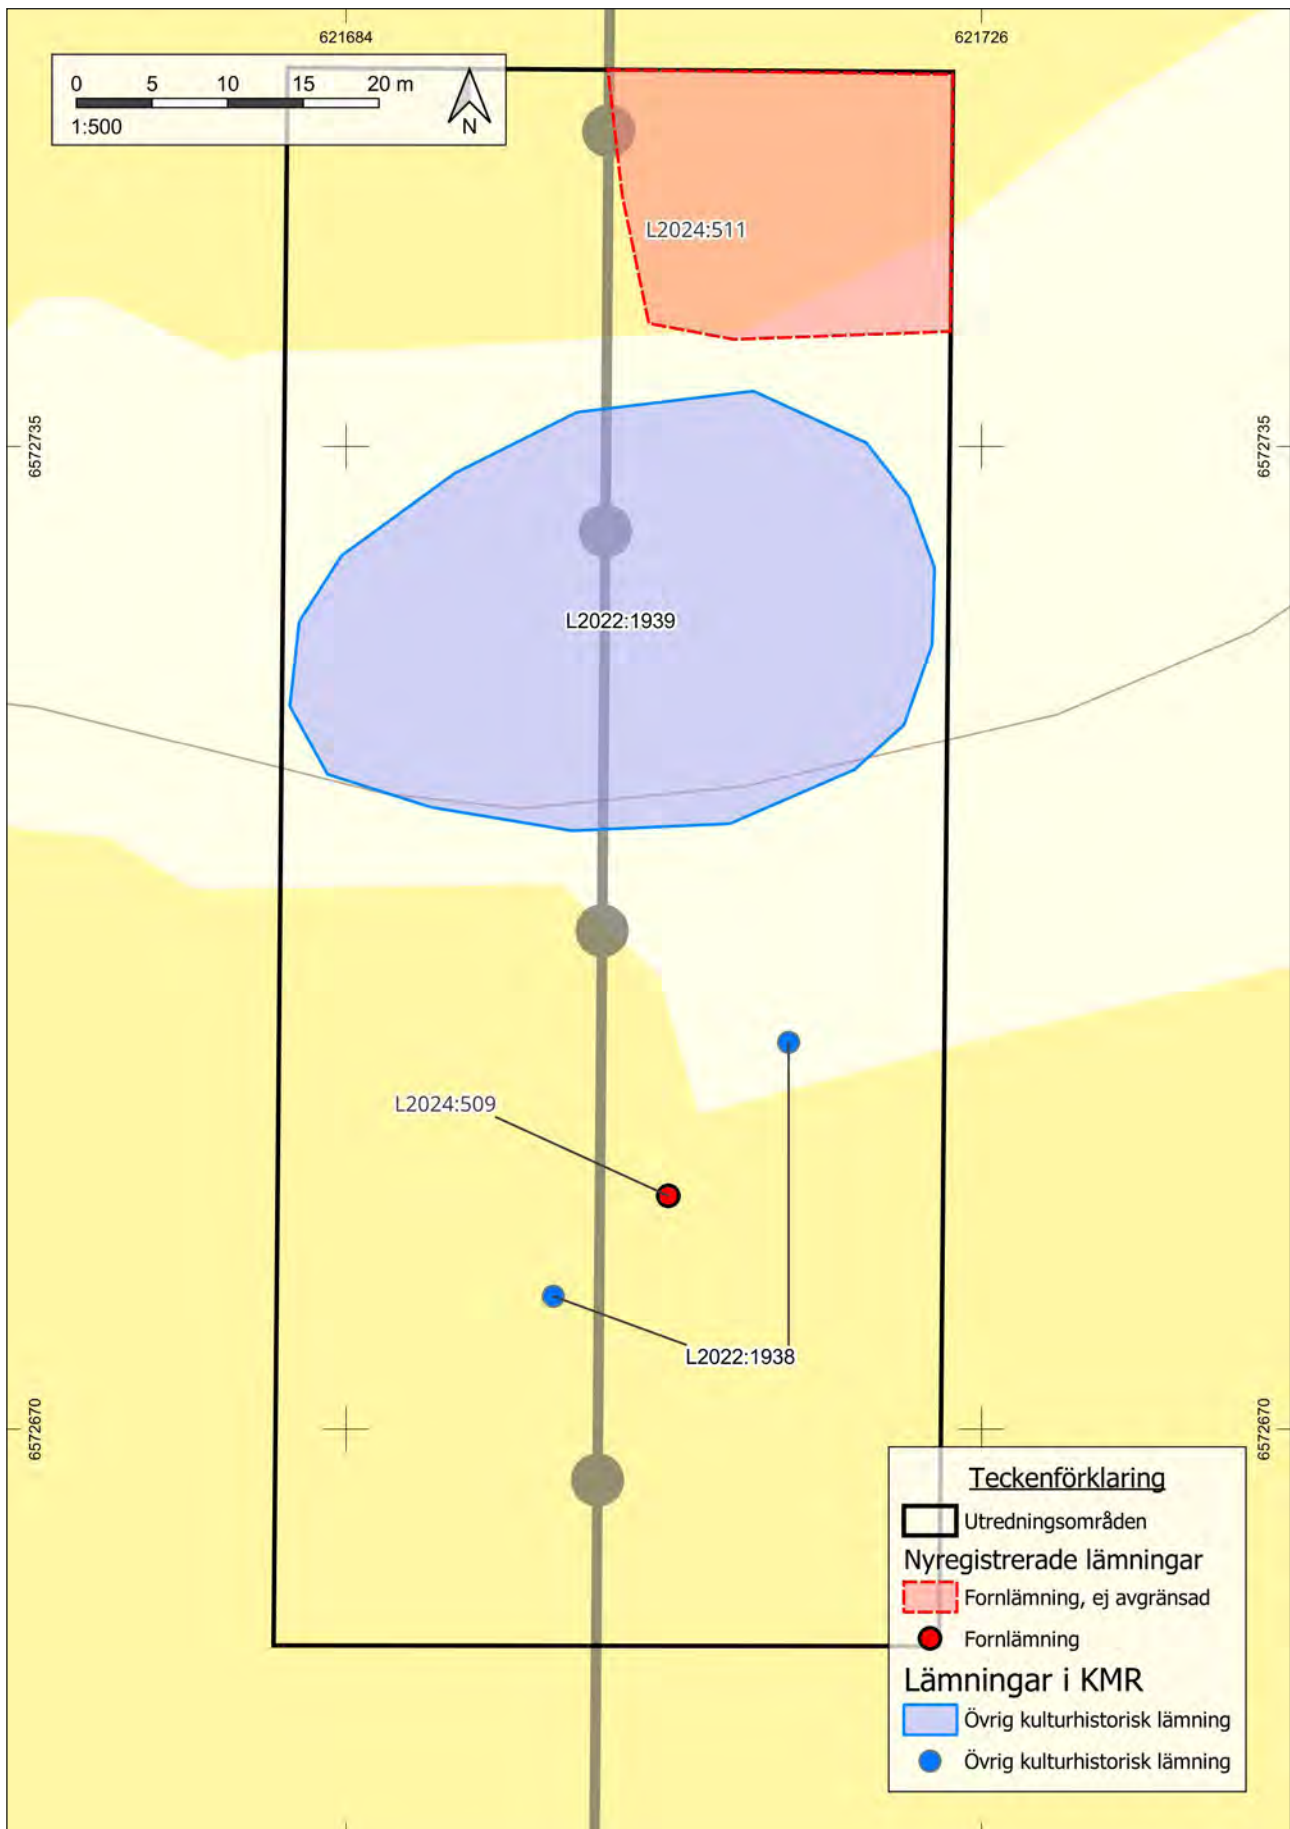 621684
621726
0 5 10 15 20 m
1:500
N
L2024:511
6572735
6572735
L2022:1939
L2024:509
L2022:1938
6572670
6572670
Teckenförklaring
Utredningsområden
Nyregistrerade lämningar
Fornlämning, ej avgränsad
Fornlämning
Lämningar i KMR
Övrig kulturhistorisk lämning
Övrig kulturhistorisk lämning